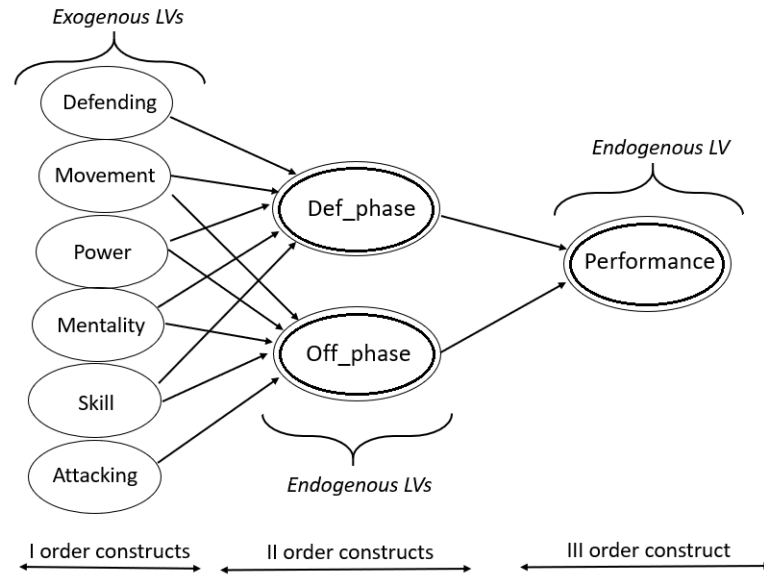 Exogenous LVs
Defending
Movement
Power
Mentality
Skill
Attacking
Def_phase
Off_phase
Endogenous LVs
Endogenous LV
Performance
I order constructs
II order constructs
III order construct